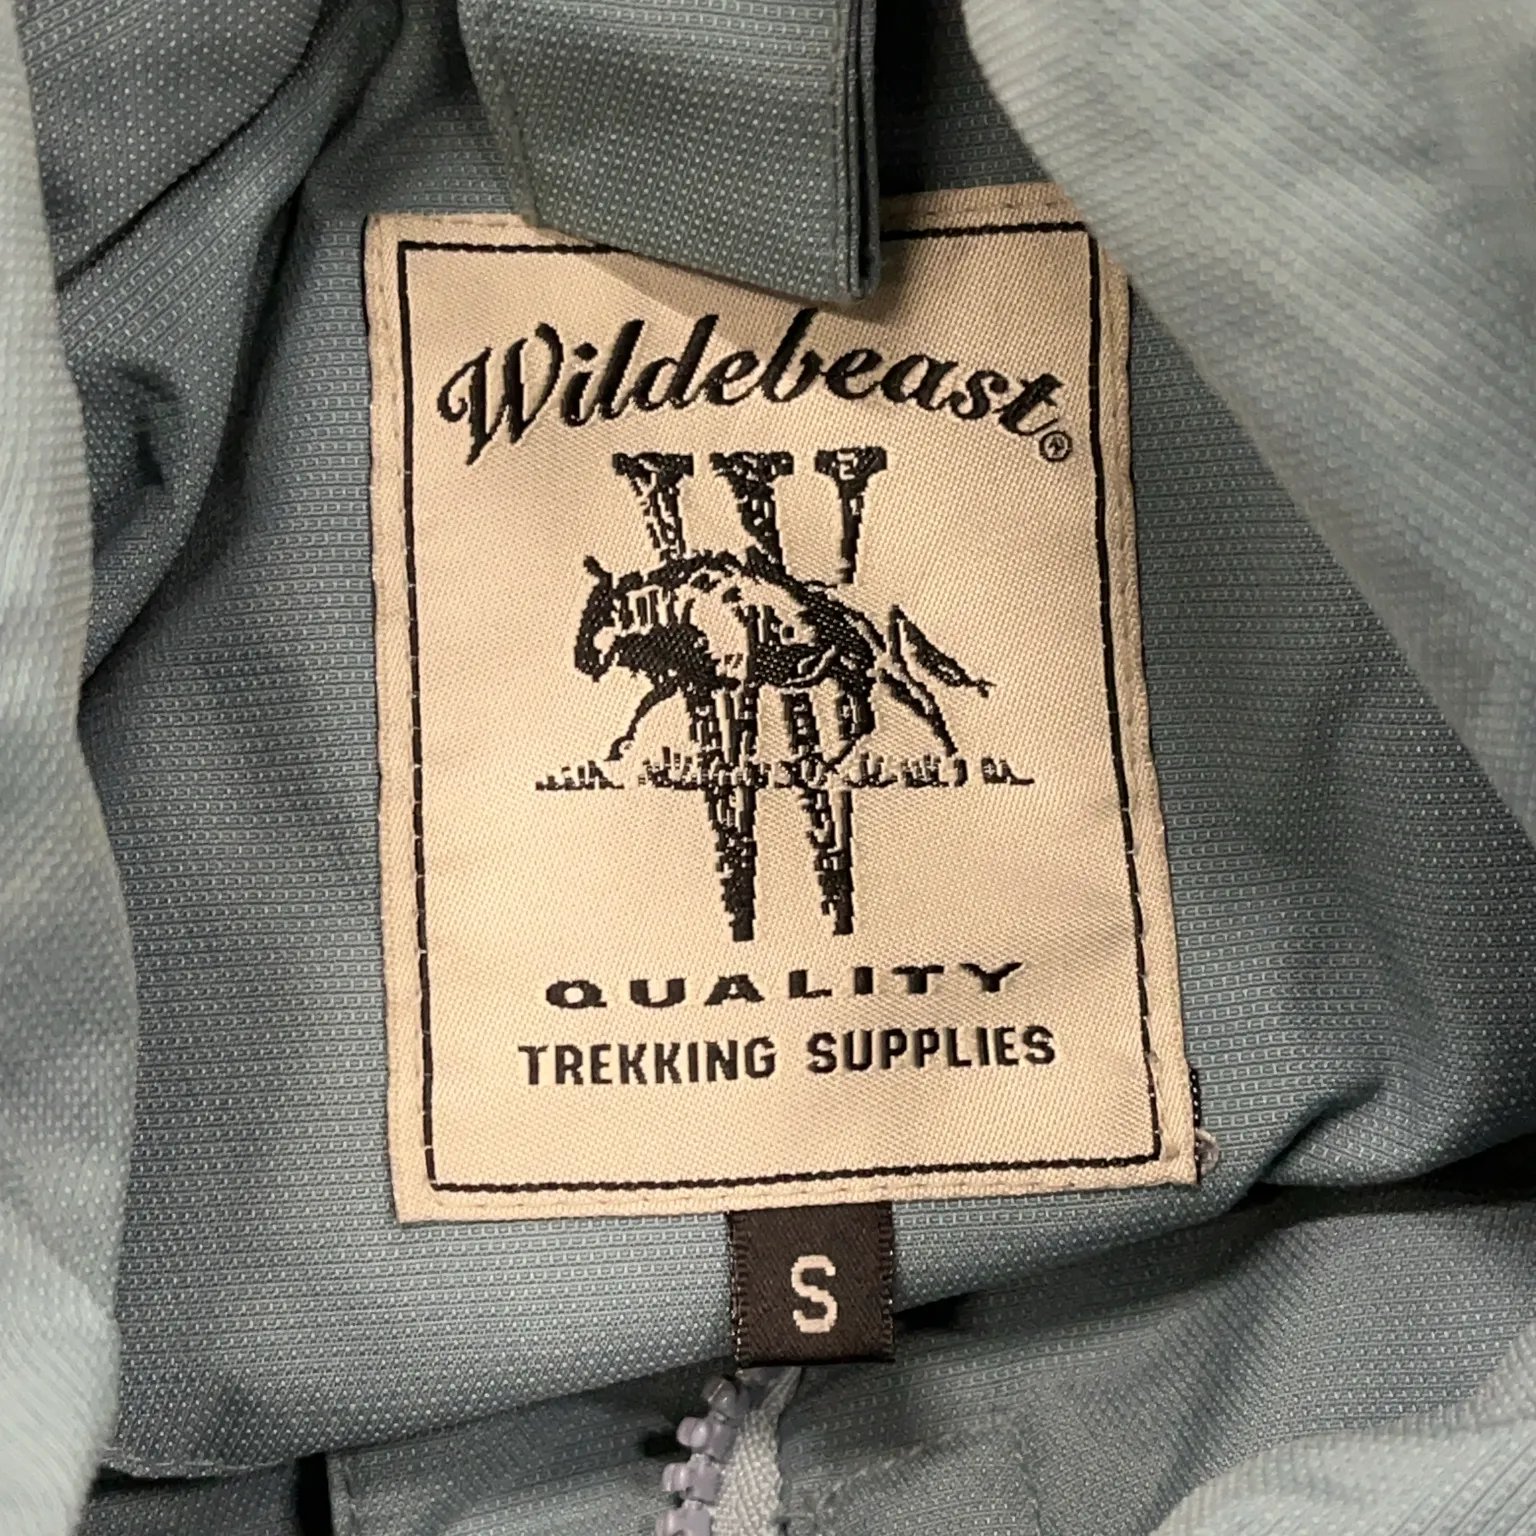 Wildebeast®
W
QUALITY
TREKKING SUPPLIES
S